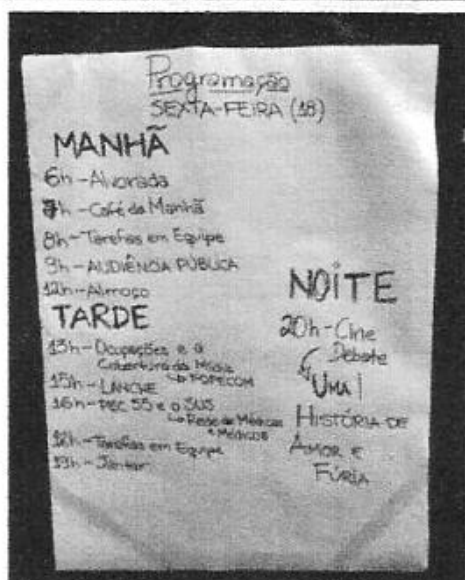 Programação
SEXTA-FEIRA (18)
MANHÃ
6h - Alvorada
7h - Café da Manhã
8h - Tarefas em Equipe
9h - AUDIÊNCIA PÚBLICA
12h - Almoço
TARDE
13h - Ocupações e a
Cobertura da Mídia
↳ FOPECOM
15h - LANCHE
16h - PEC 55 e o SUS
↳ Rede de Médicas
e Médicos
Tarefas em Equipe
Jantar
NOITE
20h - Cine
Debate
↳ UMA
HISTÓRIA DE
AMOR E
FÚRIA